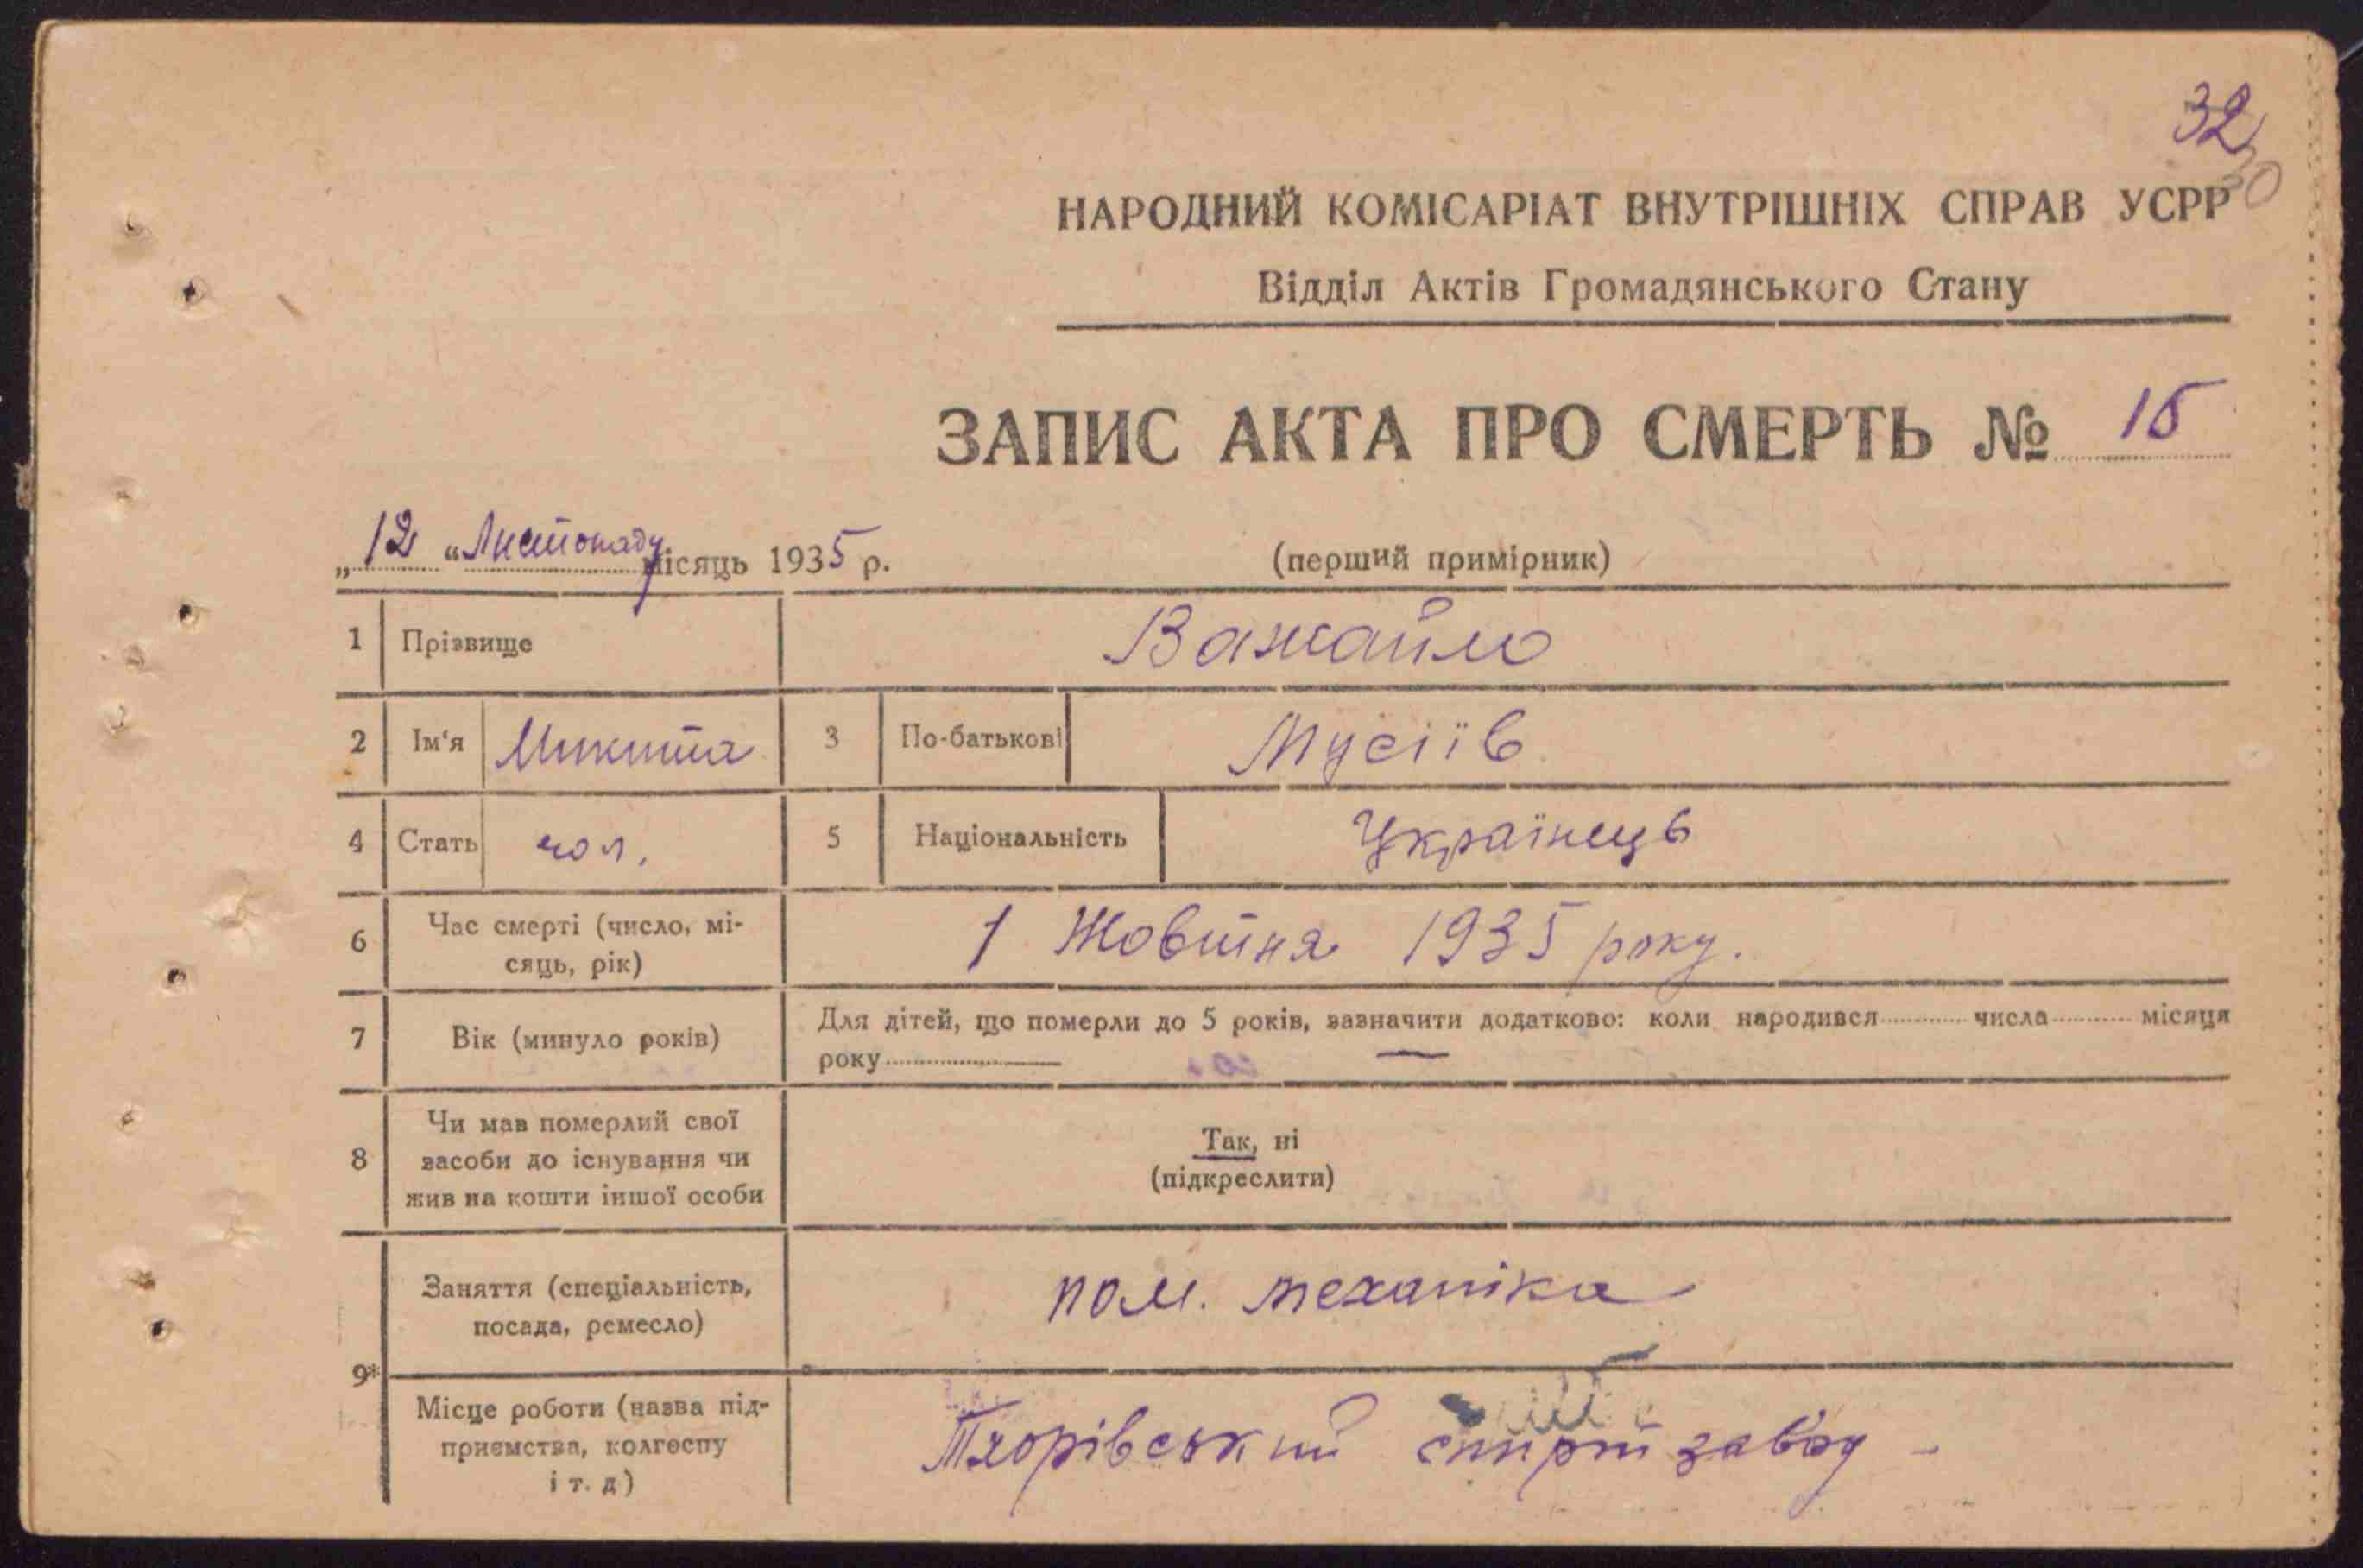 32
30
НАРОДНИЙ КОМІСАРІАТ ВНУТРІШНІХ СПРАВ УСРР
Відділ Актів Громадянського Стану
ЗАПИС АКТА ПРО СМЕРТЬ № 15
„12“ Листопаду місяць 1935 р.
(перший примірник)
1 Прізвище Важайло
2 Ім'я Микита 3 По-батькові Мусіїв
4 Стать чол. 5 Національність Українець
6 Час смерті (число, мі-
сяць, рік) 1 Жовтня 1935 року.
7 Вік (минуло років) Для дітей, що померли до 5 років, зазначити додатково: коли народився числа місяця
року —
8 Чи мав померлий свої
засоби до існування чи
жив на кошти іншої особи
Так, ні
(підкреслити)
9*
Заняття (спеціальність,
посада, ремесло) пом. механіка
Місце роботи (назва під-
приємства, колгоспу
і т. д) спирт завод -